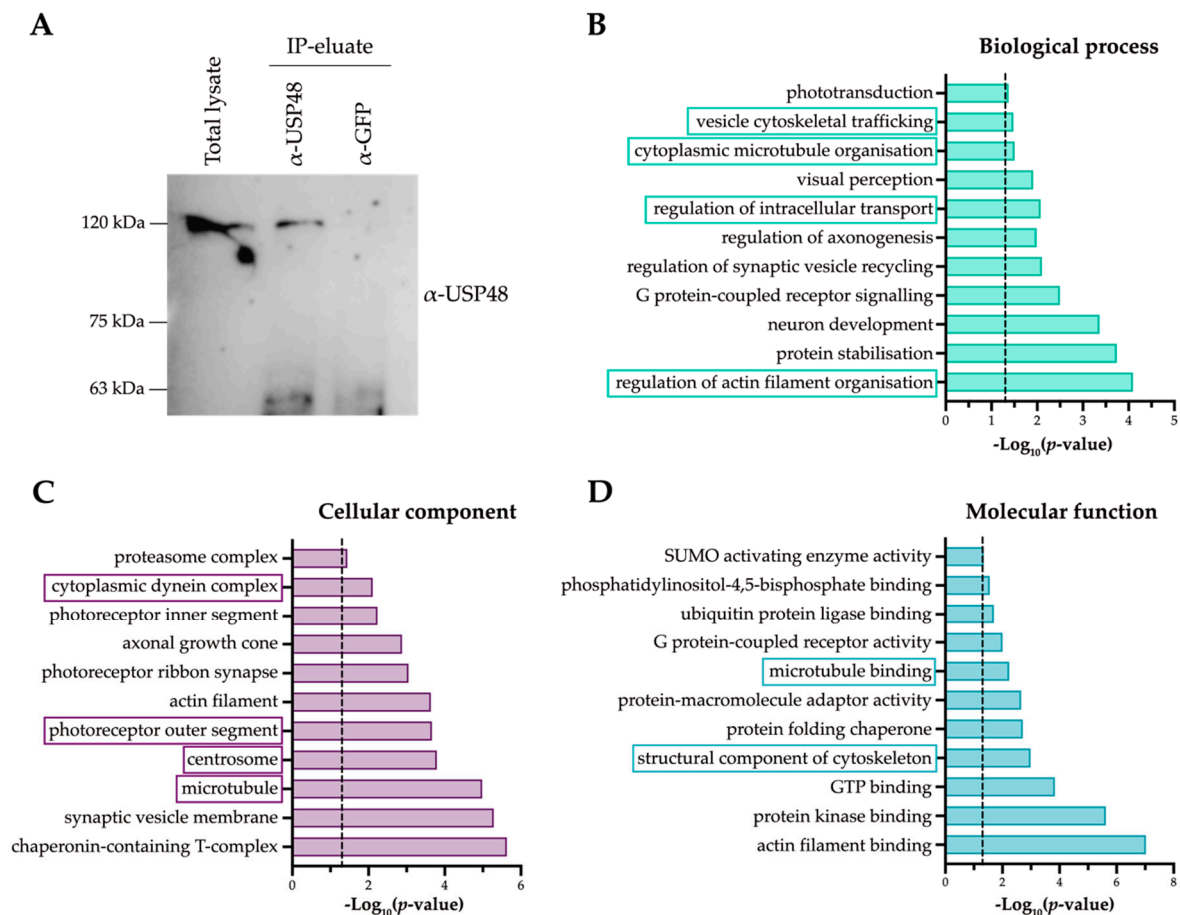 A
IP-eluate
Total lysate
α-USP48
α-GFP
120 kDa
75 kDa
63 kDa
α-USP48
B
Biological process
phototransduction
vesicle cytoskeletal trafficking
cytoplasmic microtubule organisation
visual perception
regulation of intracellular transport
regulation of axonogenesis
regulation of synaptic vesicle recycling
G protein-coupled receptor signalling
neuron development
protein stabilisation
regulation of actin filament organisation
0 1 2 3 4 5
-Log₁₀(p-value)
C
Cellular component
proteasome complex
cytoplasmic dynein complex
photoreceptor inner segment
axonal growth cone
photoreceptor ribbon synapse
actin filament
photoreceptor outer segment
centrosome
microtubule
synaptic vesicle membrane
chaperonin-containing T-complex
0 2 4 6
-Log₁₀(p-value)
D
Molecular function
SUMO activating enzyme activity
phosphatidylinositol-4,5-bisphosphate binding
ubiquitin protein ligase binding
G protein-coupled receptor activity
microtubule binding
protein-macromolecule adaptor activity
protein folding chaperone
structural component of cytoskeleton
GTP binding
protein kinase binding
actin filament binding
0 2 4 6 8
-Log₁₀(p-value)